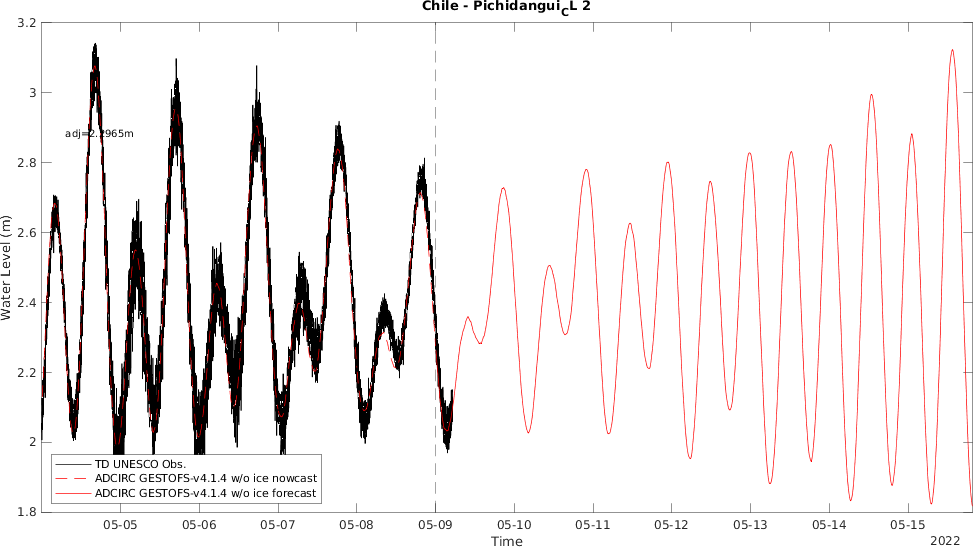 Chile - PichidanguiCL 2
Water Level (m)
3.2
3
2.8
2.6
2.4
2.2
2
1.8
adj=2.2965m
TD UNESCO Obs.
ADCIRC GESTOFS-v4.1.4 w/o ice nowcast
ADCIRC GESTOFS-v4.1.4 w/o ice forecast
05-05 05-06 05-07 05-08 05-09 05-10 05-11 05-12 05-13 05-14 05-15
Time
2022